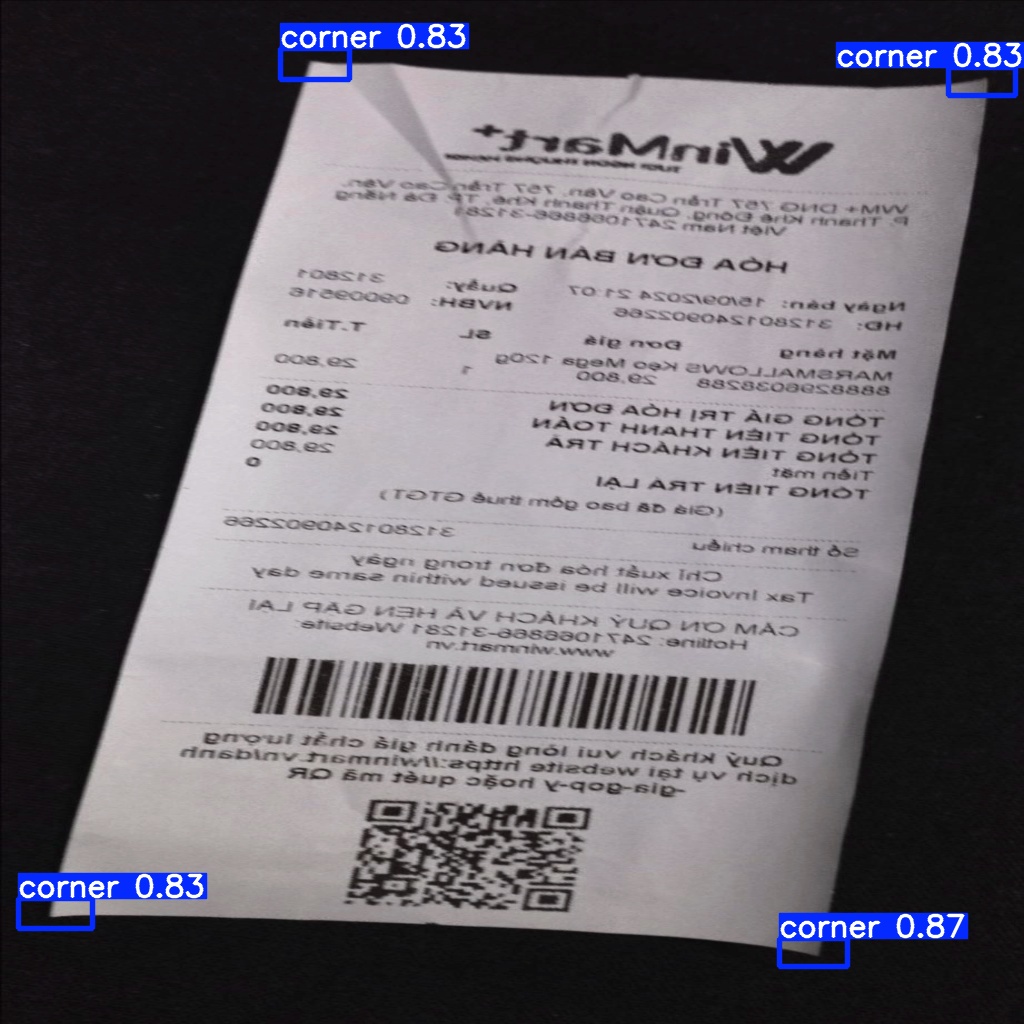 corner 0.83
corner 0.83
WinMart+
VM+ DNG 757 Trần Cao Vân, 757 Trần Cao Vân,
P. Thanh Khê Đông, Quận Thanh Khê, TP. Đà Nẵng
Việt Nam 2471066866-31281
HÓA ĐƠN BÁN HÀNG
Ngày bán: 15/09/2024 21:07 Quầy: 312801
HĐ: 312801240902266 NVBH: 09009516
Mặt hàng Đơn giá SL T.Tiền
MARSMALLOWS Kẹo Mega 120g
8888296038288 29,800 1 29,800
TỔNG GIÁ TRỊ HÓA ĐƠN 29,800
TỔNG TIỀN THANH TOÁN 29,800
TỔNG TIỀN KHÁCH TRẢ 29,800
Tiền mặt 29,800
TỔNG TIỀN TRẢ LẠI 0
(Giá đã bao gồm thuế GTGT)
Số tham chiếu 312801240902266
Chỉ xuất hóa đơn trong ngày
Tax Invoice will be issued within same day
CẢM ƠN QUÝ KHÁCH VÀ HẸN GẶP LẠI
Hotline: 2471066866-31281 Website:
www.winmart.vn
Quý khách vui lòng đánh giá chất lượng
dịch vụ tại website https://winmart.vn/danh
-gia-gop-y hoặc quét mã QR
corner 0.83
corner 0.87